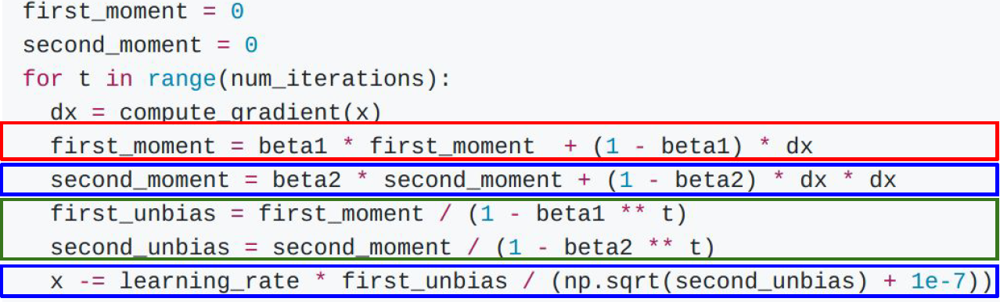 first_moment = 0
second_moment = 0
for t in range(num_iterations):
dx = compute_gradient(x)
first_moment = beta1 * first_moment + (1 - beta1) * dx
second_moment = beta2 * second_moment + (1 - beta2) * dx * dx
first_unbias = first_moment / (1 - beta1 ** t)
second_unbias = second_moment / (1 - beta2 ** t)
x -= learning_rate * first_unbias / (np.sqrt(second_unbias) + 1e-7))